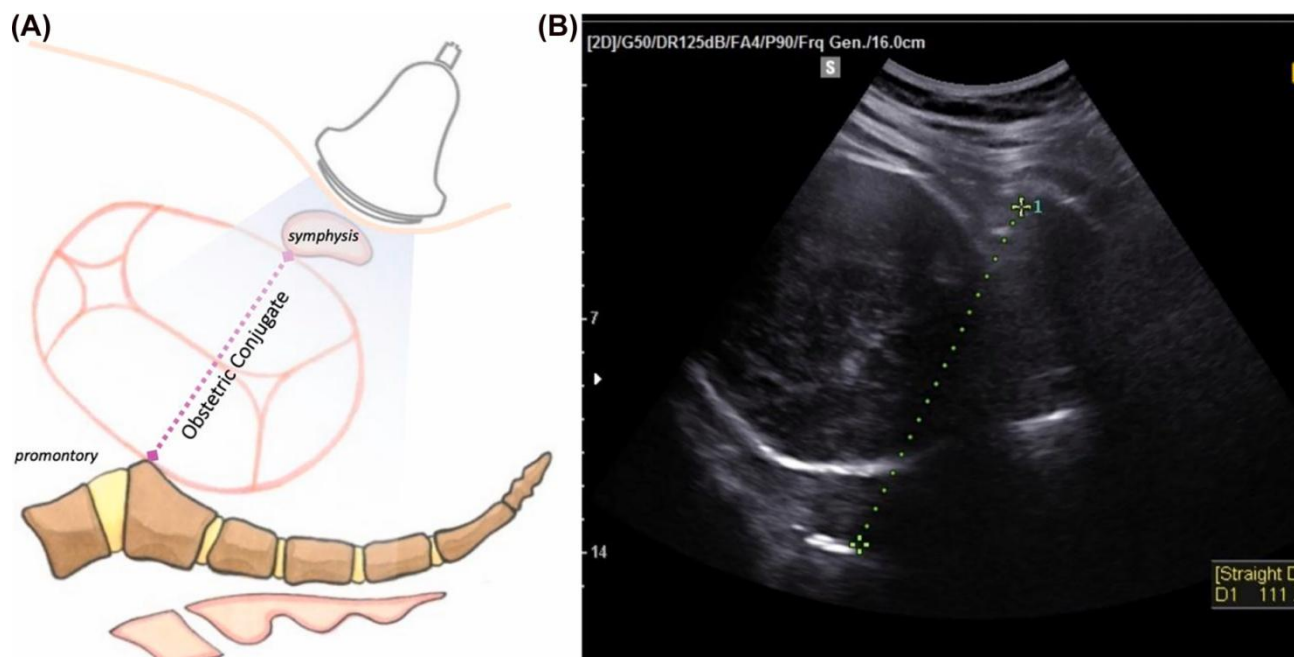 (A)
symphysis
Obstetric Conjugate
promontory
(B)
[2D]/G50/DR125dB/FA4/P90/Frq Gen./16.0cm
S
1
7
14
[Straight D
D1 111